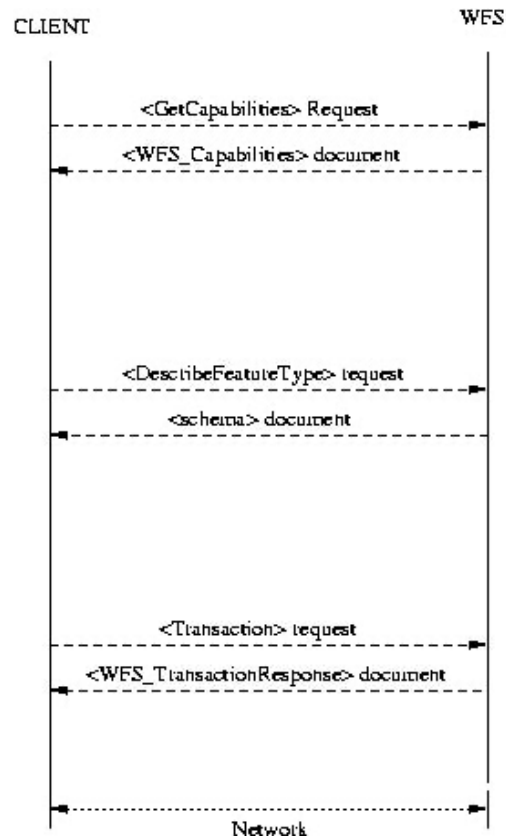 CLIENT
WFS
<GetCapabilities> Request
<WFS_Capabilities> document
<DescribeFeatureType> request
<schema> document
<Transaction> request
<WFS_TransactionResponse> document
Network